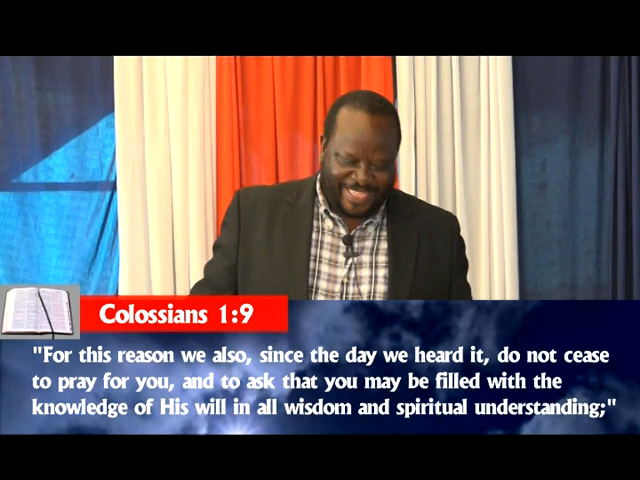 Colossians 1:9
"For this reason we also, since the day we heard it, do not cease
to pray for you, and to ask that you may be filled with the
knowledge of His will in all wisdom and spiritual understanding;"